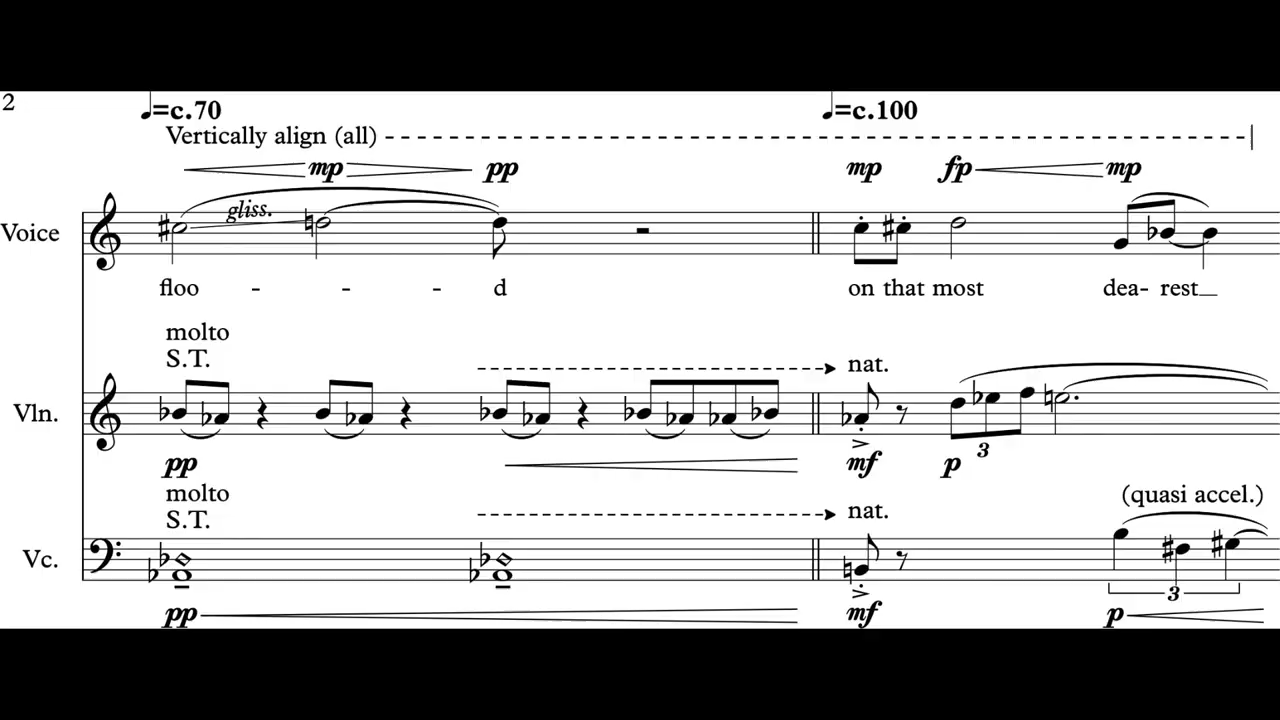 2
♩=c.70 ♩=c.100
Vertically align (all)
mp pp mp fp mp
gliss.
Voice
floo - - - d on that most dea- rest_
molto
S.T. nat.
Vln.
3
pp mf p
molto (quasi accel.)
S.T. nat.
Vc.
3
pp mf p